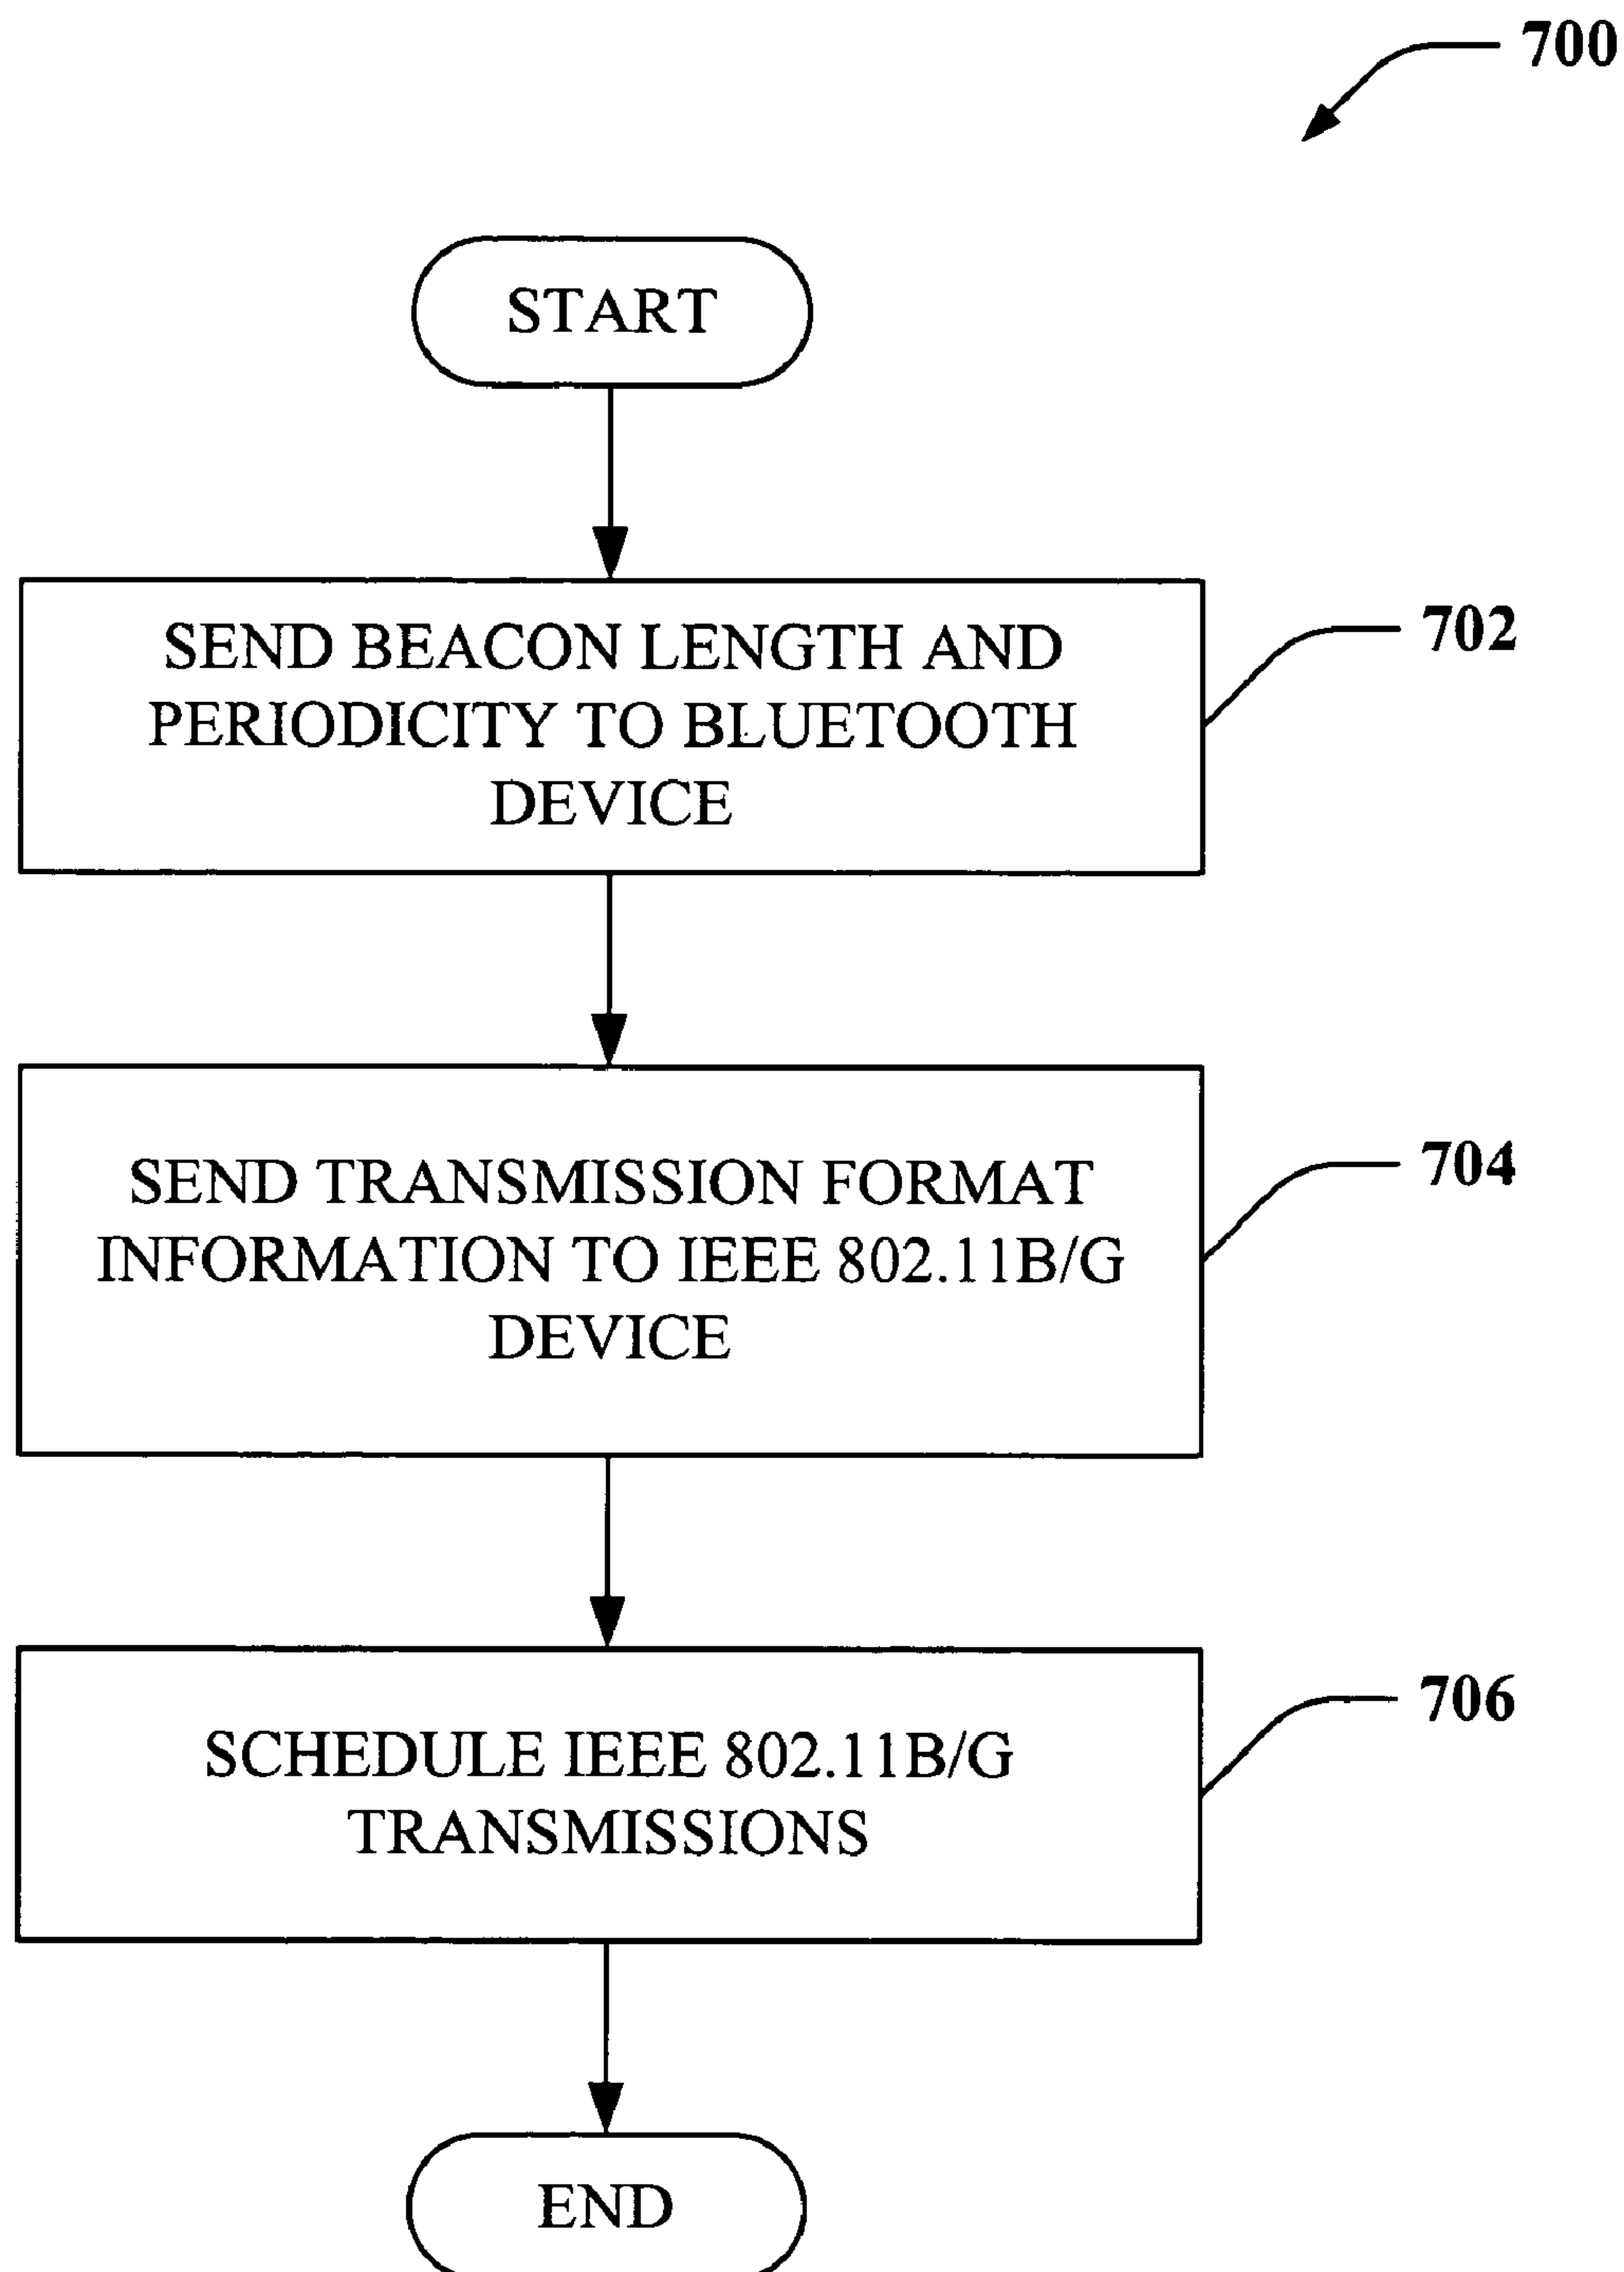 700
START
SEND BEACON LENGTH AND
PERIODICITY TO BLUETOOTH
DEVICE
702
SEND TRANSMISSION FORMAT
INFORMATION TO IEEE 802.11B/G
DEVICE
704
SCHEDULE IEEE 802.11B/G
TRANSMISSIONS
706
END